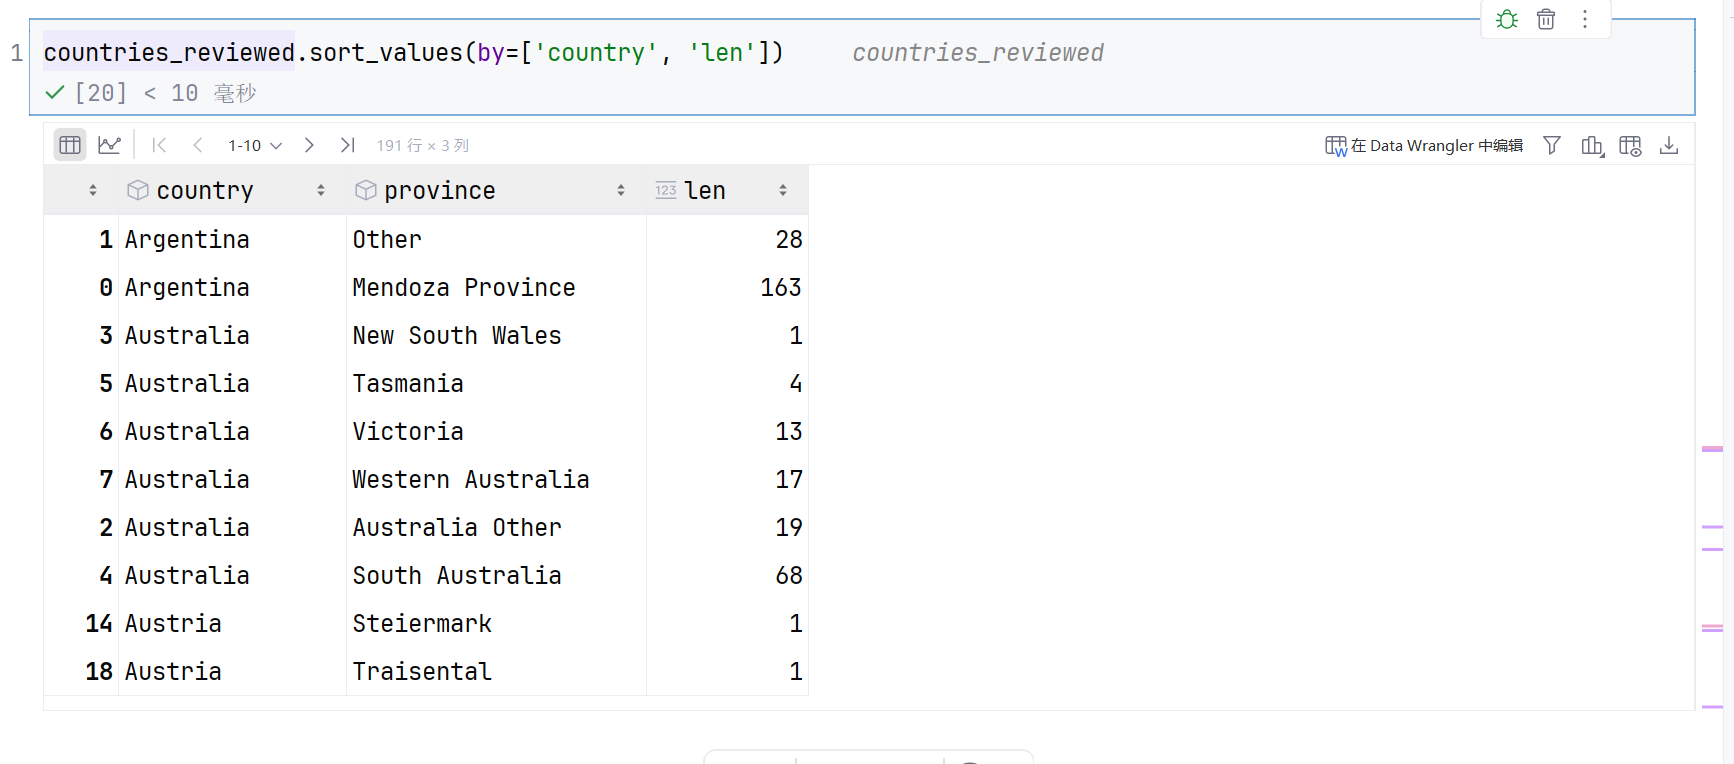 1 countries_reviewed.sort_values(by=['country', 'len']) countries_reviewed
[20] < 10 毫秒
1-10 191 行 × 3 列 在 Data Wrangler 中编辑
country province 123 len
1 Argentina Other 28
0 Argentina Mendoza Province 163
3 Australia New South Wales 1
5 Australia Tasmania 4
6 Australia Victoria 13
7 Australia Western Australia 17
2 Australia Australia Other 19
4 Australia South Australia 68
14 Austria Steiermark 1
18 Austria Traisental 1